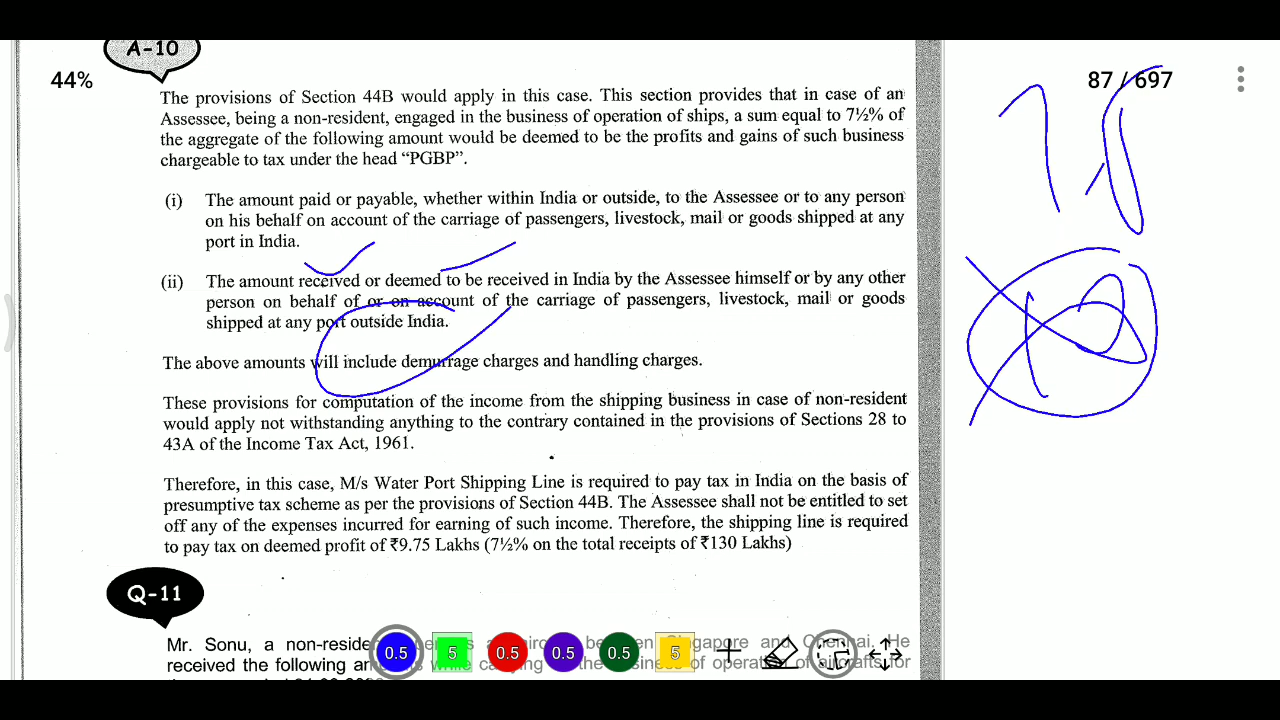 A-10
44%
87 / 697
The provisions of Section 44B would apply in this case. This section provides that in case of an
Assessee, being a non-resident, engaged in the business of operation of ships, a sum equal to 7½% of
the aggregate of the following amount would be deemed to be the profits and gains of such business
chargeable to tax under the head “PGBP”.
(i) The amount paid or payable, whether within India or outside, to the Assessee or to any person
on his behalf on account of the carriage of passengers, livestock, mail or goods shipped at any
port in India.
(ii) The amount received or deemed to be received in India by the Assessee himself or by any other
person on behalf of or on account of the carriage of passengers, livestock, mail or goods
shipped at any port outside India.
The above amounts will include demurrage charges and handling charges.
These provisions for computation of the income from the shipping business in case of non-resident
would apply not withstanding anything to the contrary contained in the provisions of Sections 28 to
43A of the Income Tax Act, 1961.
Therefore, in this case, M/s Water Port Shipping Line is required to pay tax in India on the basis of
presumptive tax scheme as per the provisions of Section 44B. The Assessee shall not be entitled to set
off any of the expenses incurred for earning of such income. Therefore, the shipping line is required
to pay tax on deemed profit of ₹9.75 Lakhs (7½% on the total receipts of ₹130 Lakhs)
Q-11
Mr. Sonu, a between Singapore and Chennai. He
received the following while of operation of aircrafts for
0.5 5 0.5 0.5 0.5 5